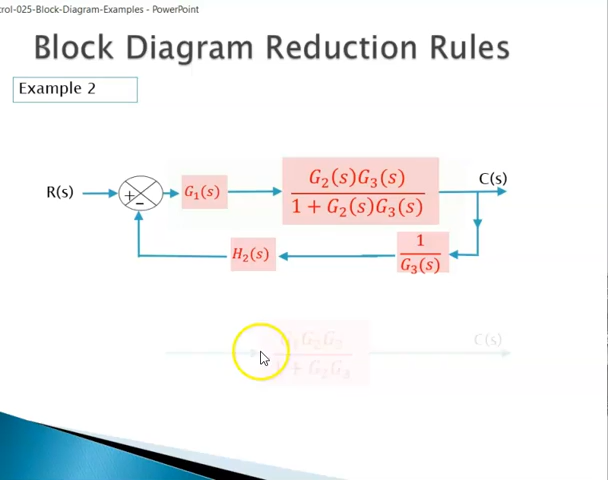 rol-025-Block-Diagram-Examples - PowerPoint
Block Diagram Reduction Rules
Example 2
R(s)
+
−
G₁(s)
G₂(s)G₃(s)
1 + G₂(s)G₃(s)
C(s)
H₂(s)
1
G₃(s)
C(s)
+ G₂G₃